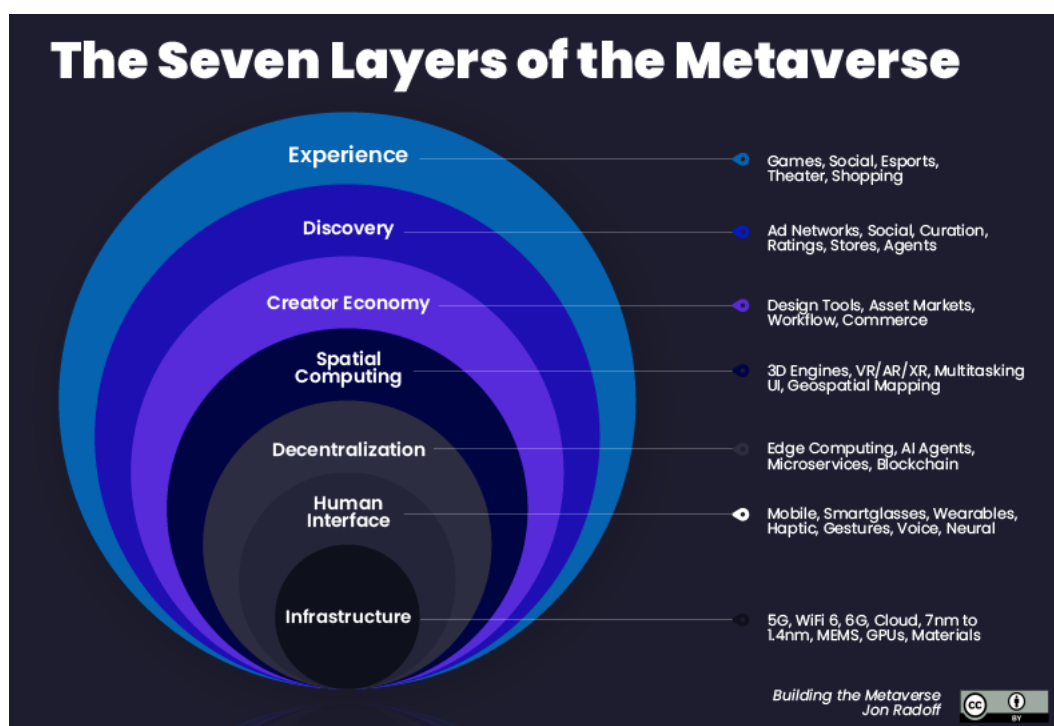 The Seven Layers of the Metaverse
Experience
Games, Social, Esports,
Theater, Shopping
Discovery
Ad Networks, Social, Curation,
Ratings, Stores, Agents
Creator Economy
Design Tools, Asset Markets,
Workflow, Commerce
Spatial
Computing
3D Engines, VR/AR/XR, Multitasking
UI, Geospatial Mapping
Decentralization
Edge Computing, AI Agents,
Microservices, Blockchain
Human
Interface
Mobile, Smartglasses, Wearables,
Haptic, Gestures, Voice, Neural
Infrastructure
5G, WiFi 6, 6G, Cloud, 7nm to
1.4nm, MEMS, GPUs, Materials
Building the Metaverse
Jon Radoff
cc
BY